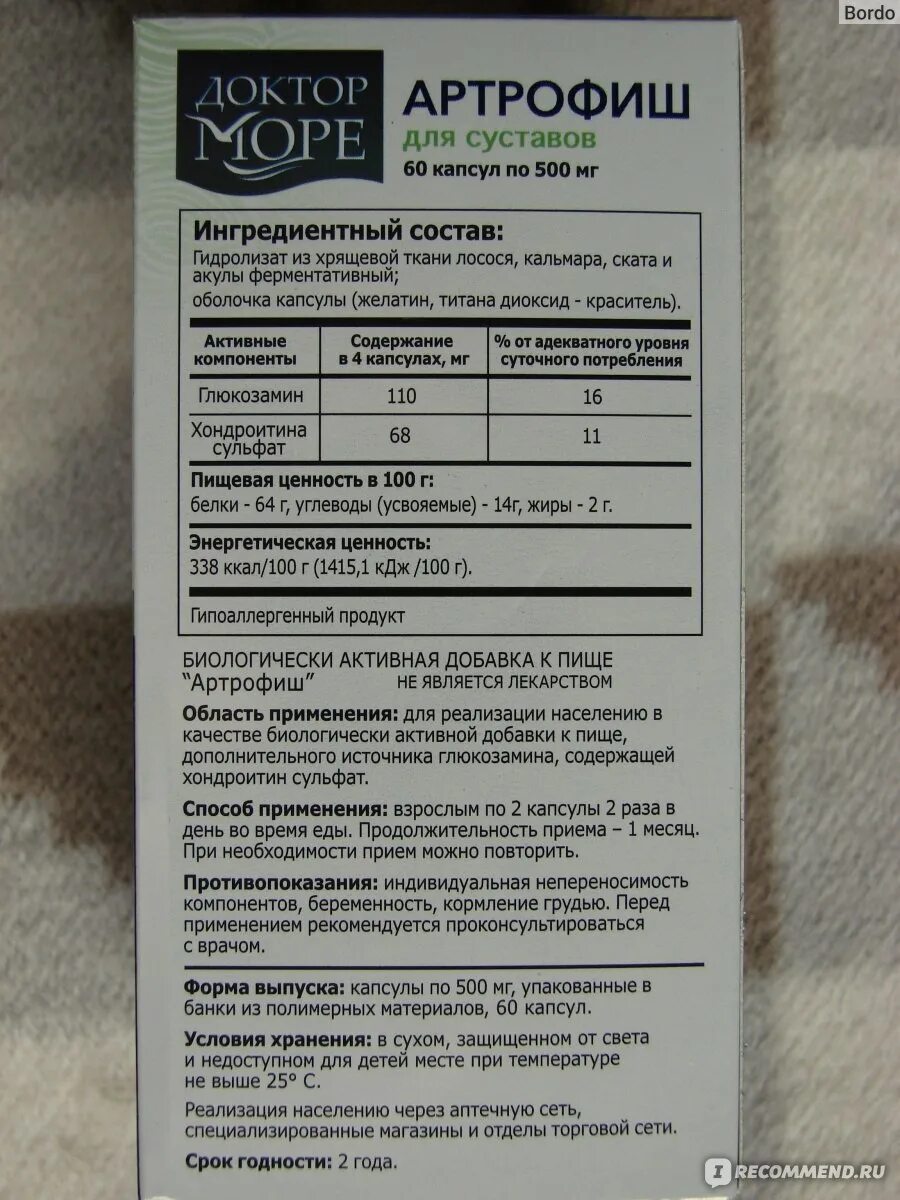 Bordo
ДОКТОР
МОРЕ
АРТРОФИШ
для суставов
60 капсул по 500 мг
Ингредиентный состав:
Гидролизат из хрящевой ткани лосося, кальмара, ската и
акулы ферментативный;
оболочка капсулы (желатин, титана диоксид - краситель).
Активные компоненты | Содержание в 4 капсулах, мг | % от адекватного уровня суточного потребления
Глюкозамин | 110 | 16
Хондроитина сульфат | 68 | 11
Пищевая ценность в 100 г:
белки - 64 г, углеводы (усвояемые) - 14г, жиры - 2 г.
Энергетическая ценность:
338 ккал/100 г (1415,1 кДж /100 г).
Гипоаллергенный продукт
БИОЛОГИЧЕСКИ АКТИВНАЯ ДОБАВКА К ПИЩЕ
"Артрофиш" НЕ ЯВЛЯЕТСЯ ЛЕКАРСТВОМ
Область применения: для реализации населению в
качестве биологически активной добавки к пище,
дополнительного источника глюкозамина, содержащей
хондроитин сульфат.
Способ применения: взрослым по 2 капсулы 2 раза в
день во время еды. Продолжительность приема – 1 месяц.
При необходимости прием можно повторить.
Противопоказания: индивидуальная непереносимость
компонентов, беременность, кормление грудью. Перед
применением рекомендуется проконсультироваться
с врачом.
Форма выпуска: капсулы по 500 мг, упакованные в
банки из полимерных материалов, 60 капсул.
Условия хранения: в сухом, защищенном от света
и недоступном для детей месте при температуре
не выше 25° С.
Реализация населению через аптечную сеть,
специализированные магазины и отделы торговой сети.
Срок годности: 2 года.
I RECOMMEND.RU